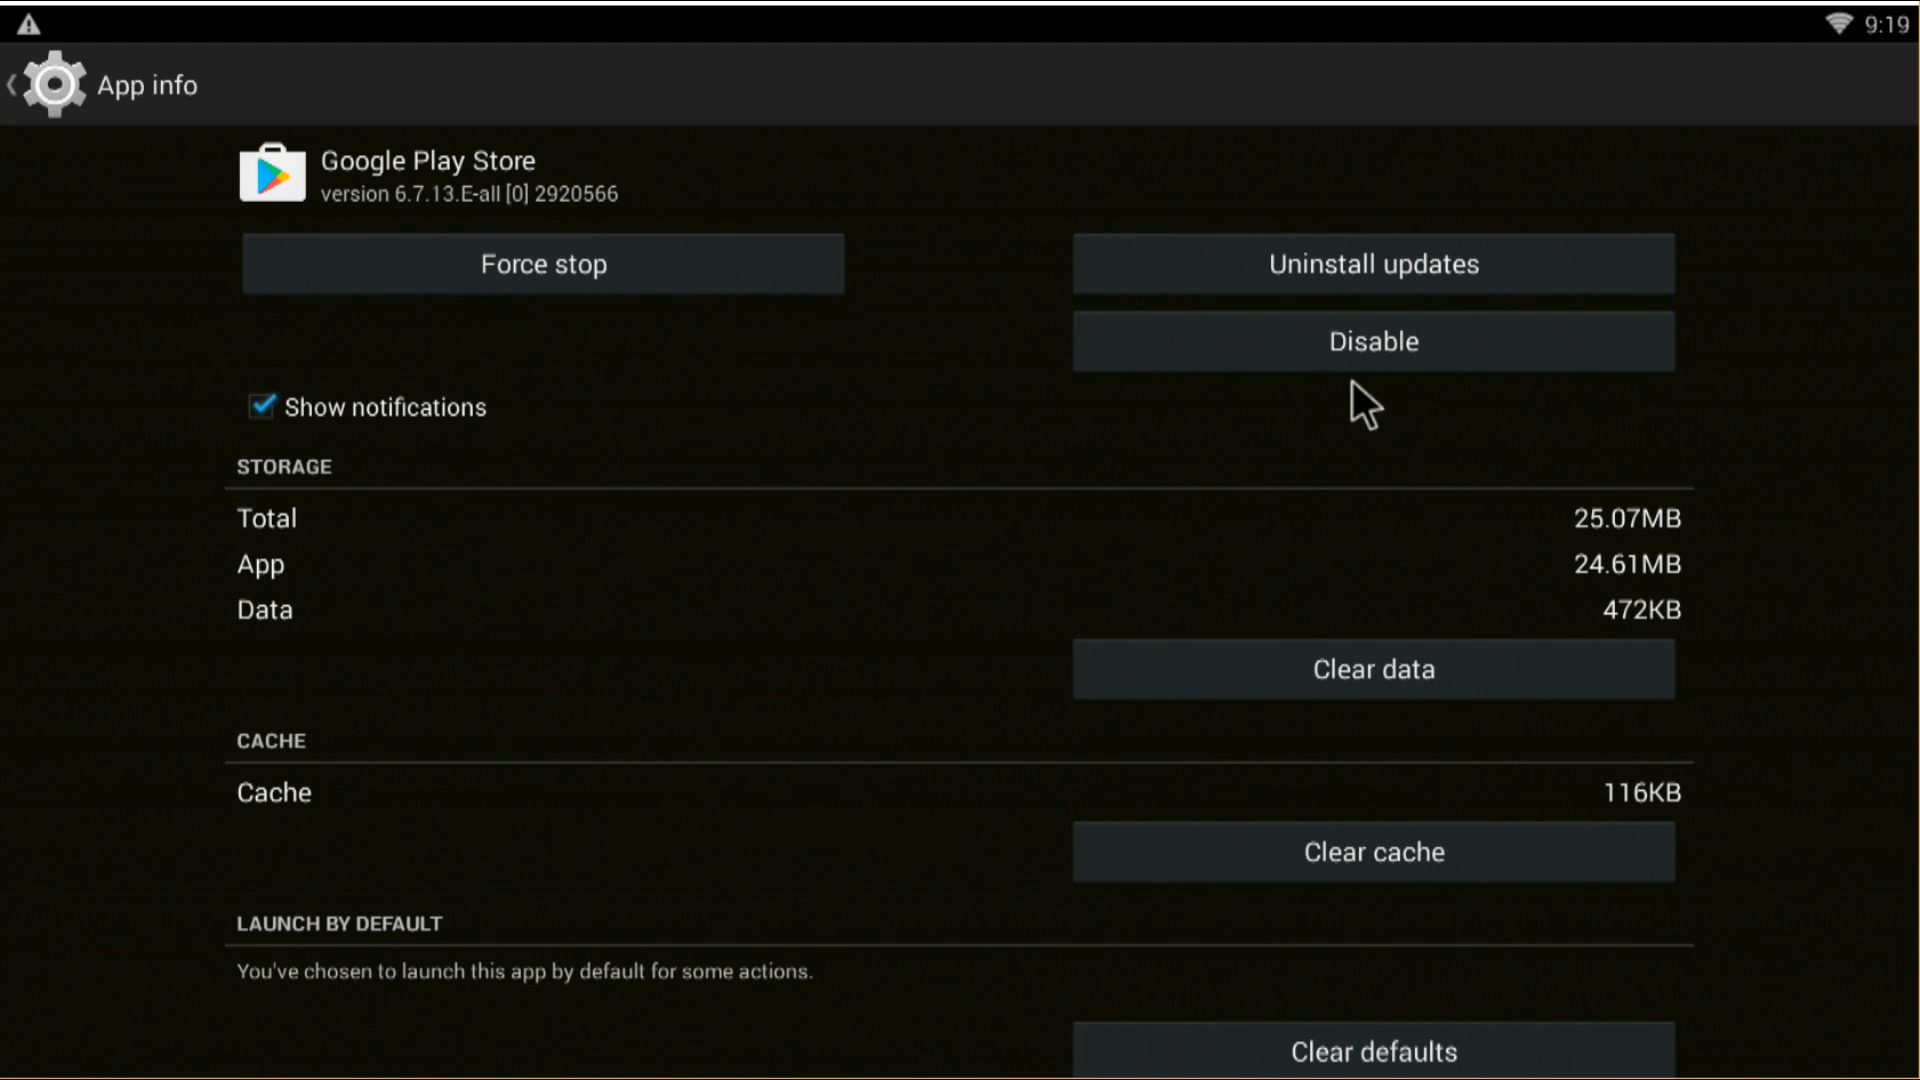 9:19
App info
Google Play Store
version 6.7.13.E-all [0] 2920566
Force stop
Uninstall updates
Disable
Show notifications
STORAGE
Total 25.07MB
App 24.61MB
Data 472KB
Clear data
CACHE
Cache 116KB
Clear cache
LAUNCH BY DEFAULT
You've chosen to launch this app by default for some actions.
Clear defaults